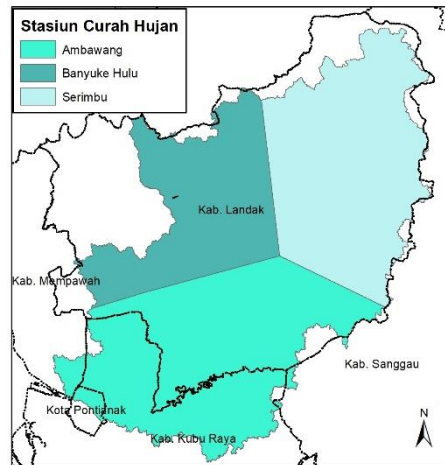 Stasiun Curah Hujan
Ambawang
Banyuke Hulu
Serimbu
Kab. Landak
Kab. Mempawah
Kab. Sanggau
Kota Pontianak
Kab. Kubu Raya
N